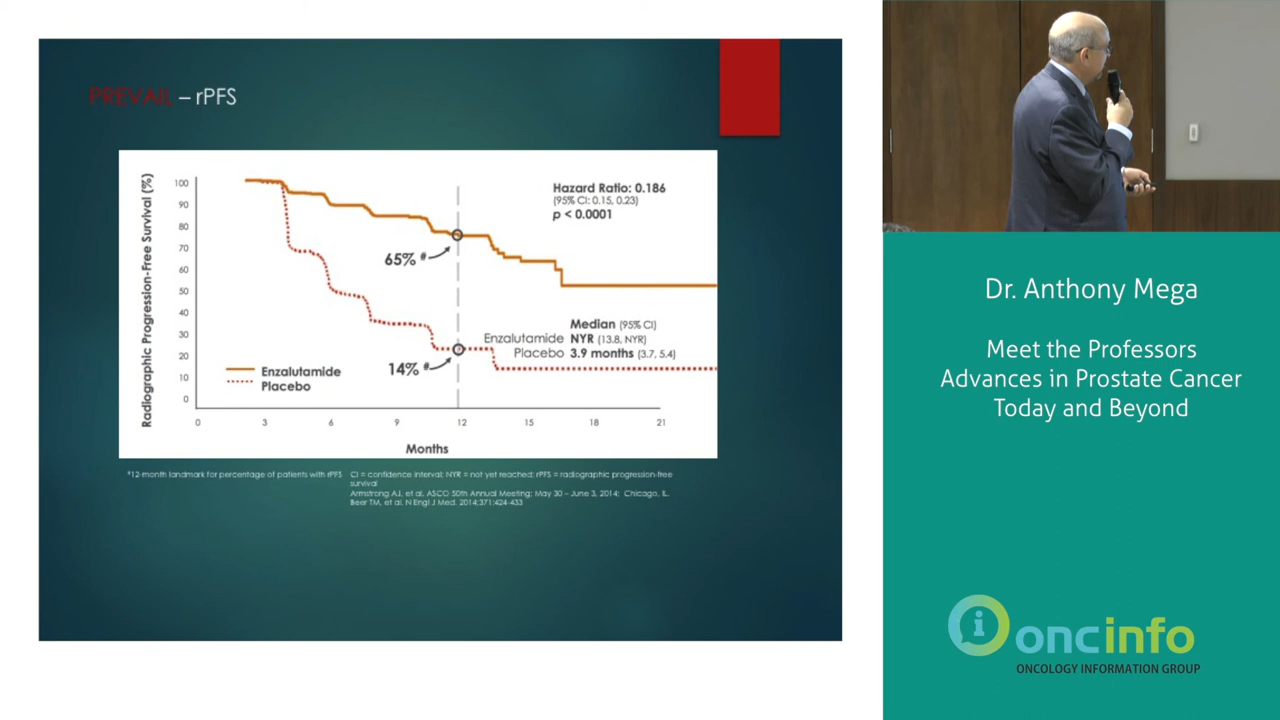 PREVAIL – rPFS
Radiographic Progression-Free Survival (%)
100
90
80
70
60
50
40
30
20
10
0
Hazard Ratio: 0.186
(95% CI: 0.15, 0.23)
p < 0.0001
65% #
Median (95% CI)
Enzalutamide NYR (13.8, NYR)
Placebo 3.9 months (3.7, 5.4)
14% #
Enzalutamide
Placebo
0 3 6 9 12 15 18 21
Months
#12-month landmark for percentage of patients with rPFS
CI = confidence interval; NYR = not yet reached; rPFS = radiographic progression-free
survival
Armstrong AJ, et al. ASCO 50th Annual Meeting; May 30 – June 3, 2014; Chicago, IL.
Beer TM, et al. N Engl J Med. 2014;371:424-433
Dr. Anthony Mega
Meet the Professors
Advances in Prostate Cancer
Today and Beyond
i oncinfo
ONCOLOGY INFORMATION GROUP